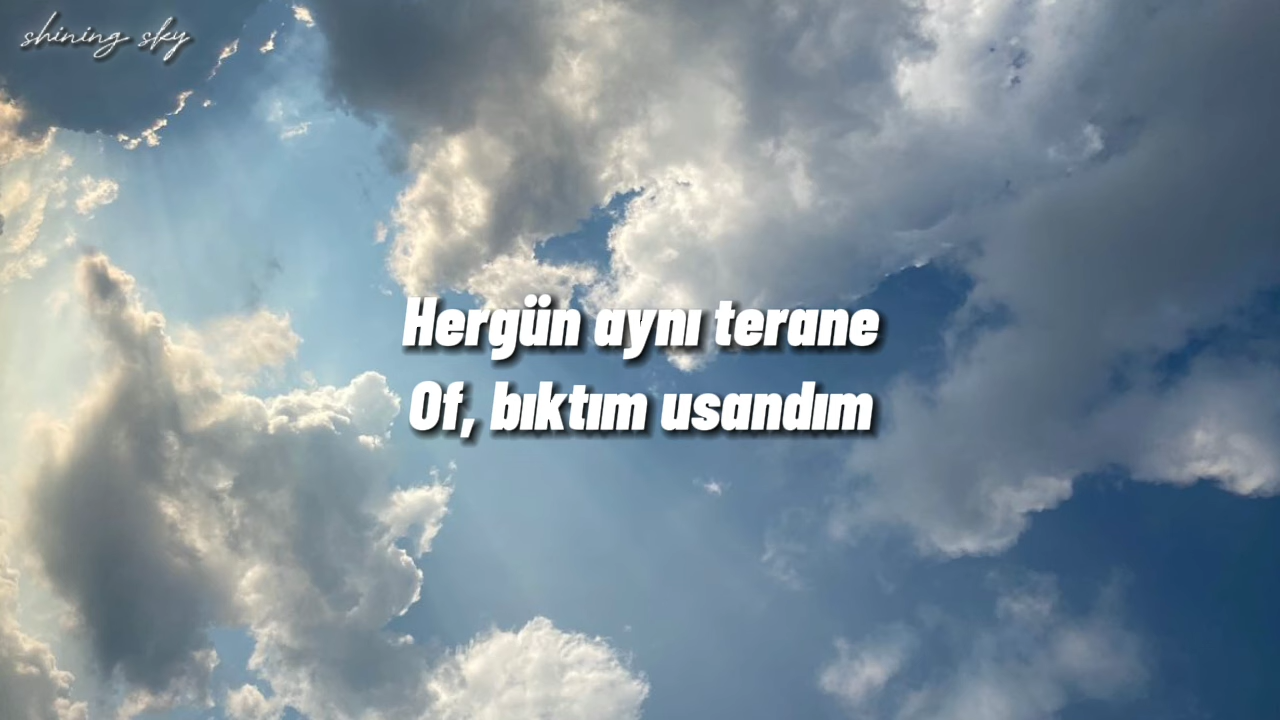 shining sky
Hergün aynı terane
Of, bıktım usandım